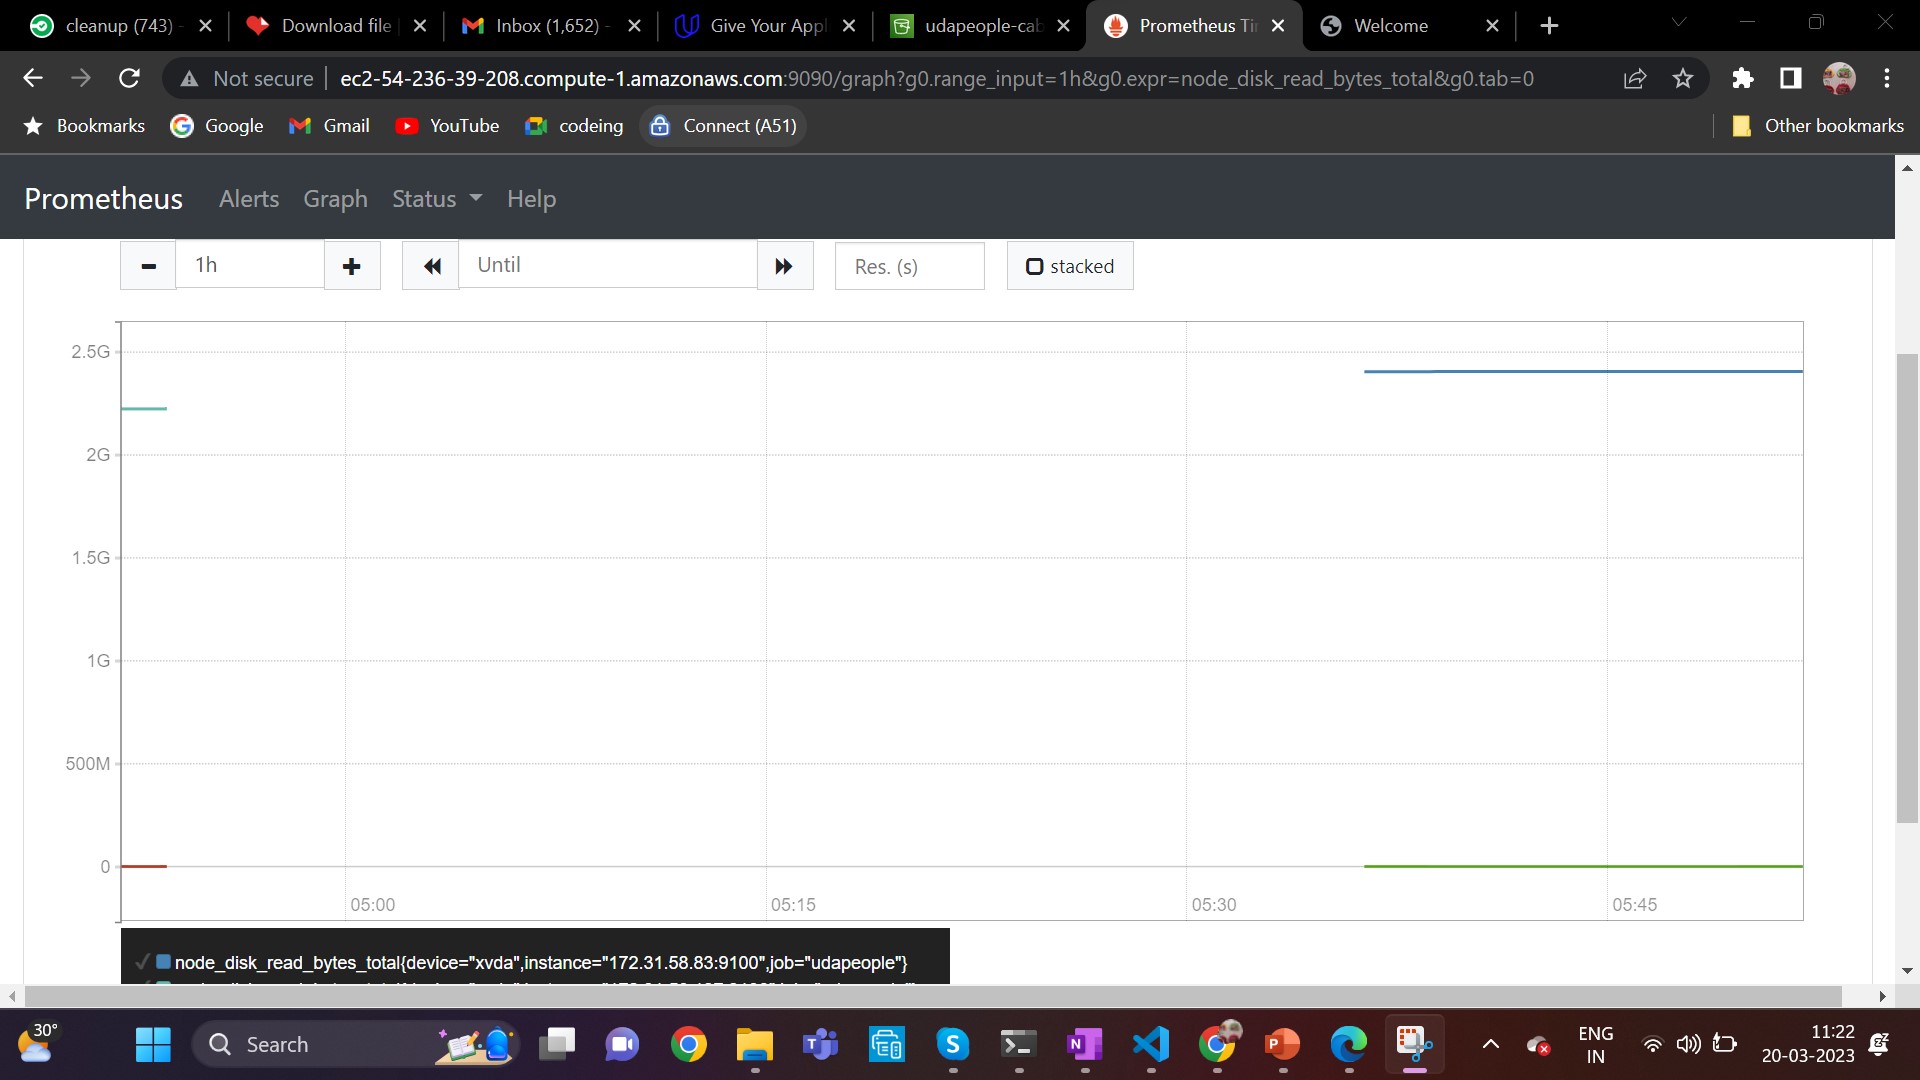 cleanup (743) -
Download file
Inbox (1,652) -
Give Your Appl
udapeople-cab
Prometheus Tim
Welcome
Not secure ec2-54-236-39-208.compute-1.amazonaws.com:9090/graph?g0.range_input=1h&g0.expr=node_disk_read_bytes_total&g0.tab=0
Bookmarks Google Gmail YouTube codeing Connect (A51) Other bookmarks
Prometheus Alerts Graph Status Help
1h Until Res. (s) stacked
2.5G
2G
1.5G
1G
500M
0
05:00 05:15 05:30 05:45
node_disk_read_bytes_total{device="xvda",instance="172.31.58.83:9100",job="udapeople"}
30°
Search
ENG
IN
11:22
20-03-2023